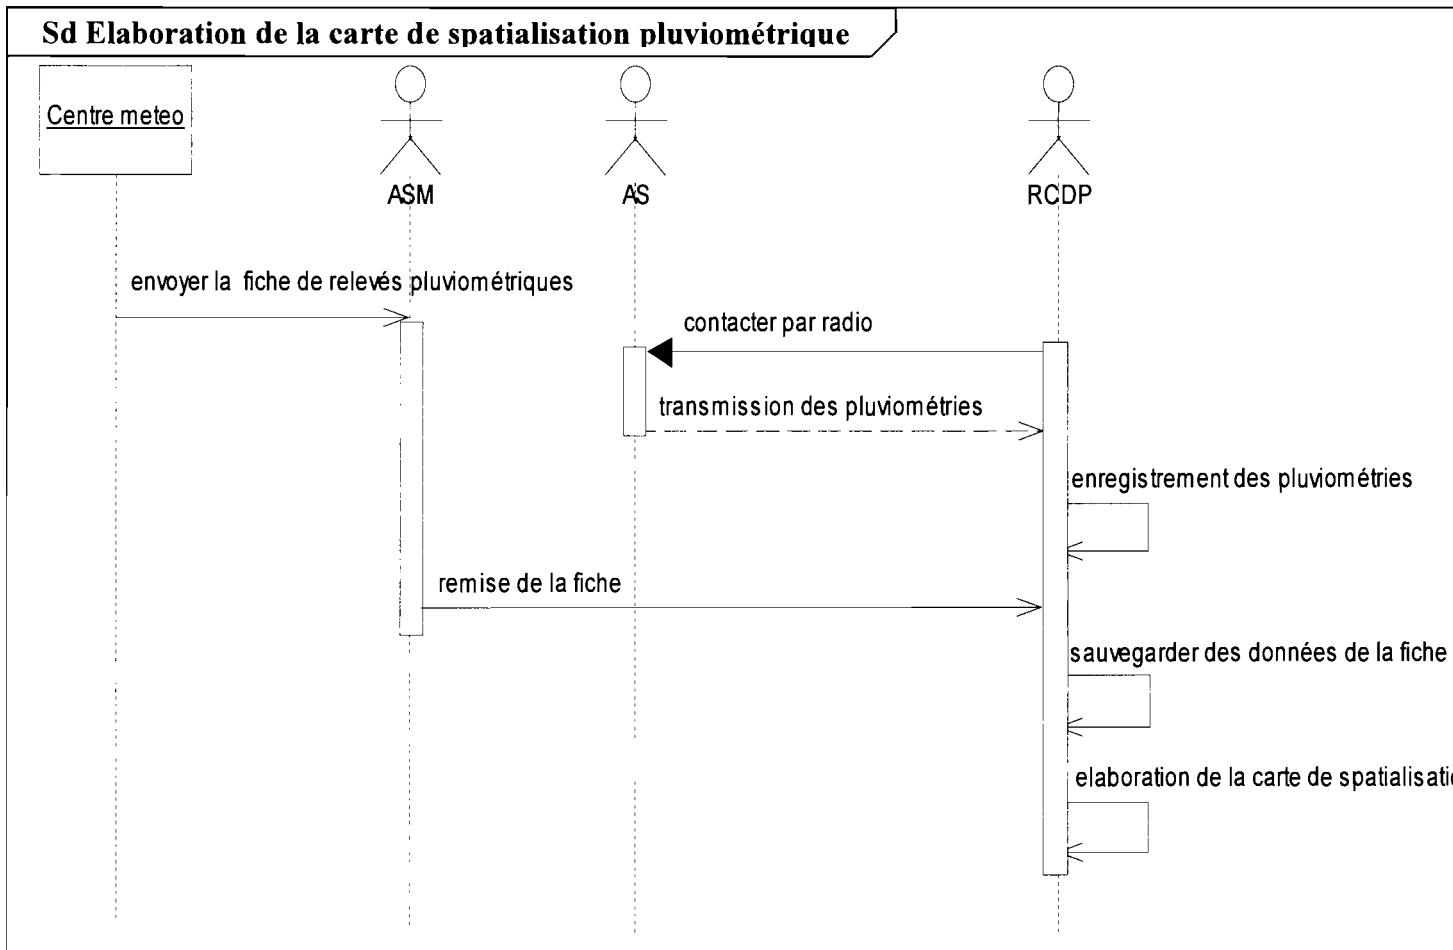 Sd Elaboration de la carte de spatialisation pluviométrique
Centre meteo
ASM
AS
RCDP
envoyer la fiche de relevés pluviométriques
contacter par radio
transmission des pluviométries
enregistrement des pluviométries
remise de la fiche
sauvegarder des données de la fiche
elaboration de la carte de spatialisati